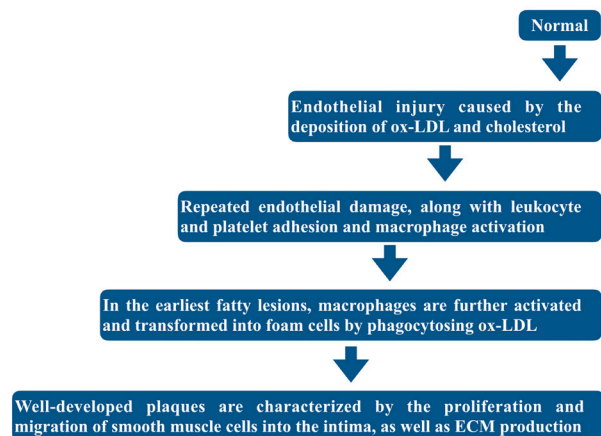 Normal
Endothelial injury caused by the
deposition of ox-LDL and cholesterol
Repeated endothelial damage, along with leukocyte
and platelet adhesion and macrophage activation
In the earliest fatty lesions, macrophages are further activated
and transformed into foam cells by phagocytosing ox-LDL
Well-developed plaques are characterized by the proliferation and
migration of smooth muscle cells into the intima, as well as ECM production